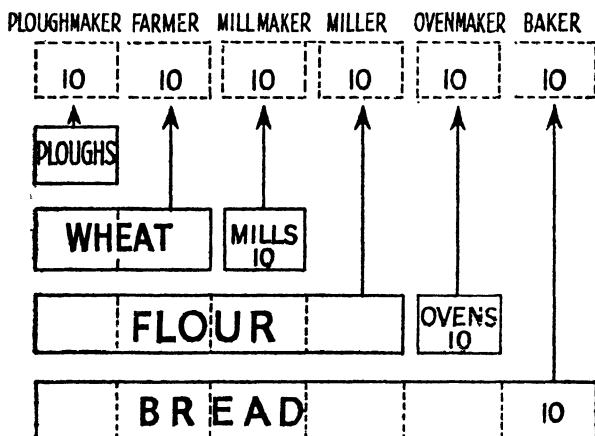 PLOUGHMAKER FARMER MILLMAKER MILLER OVENMAKER BAKER
10 10 10 10 10 10
PLOUGHS
WHEAT MILLS
10
FLOUR OVENS
10
BREAD 10